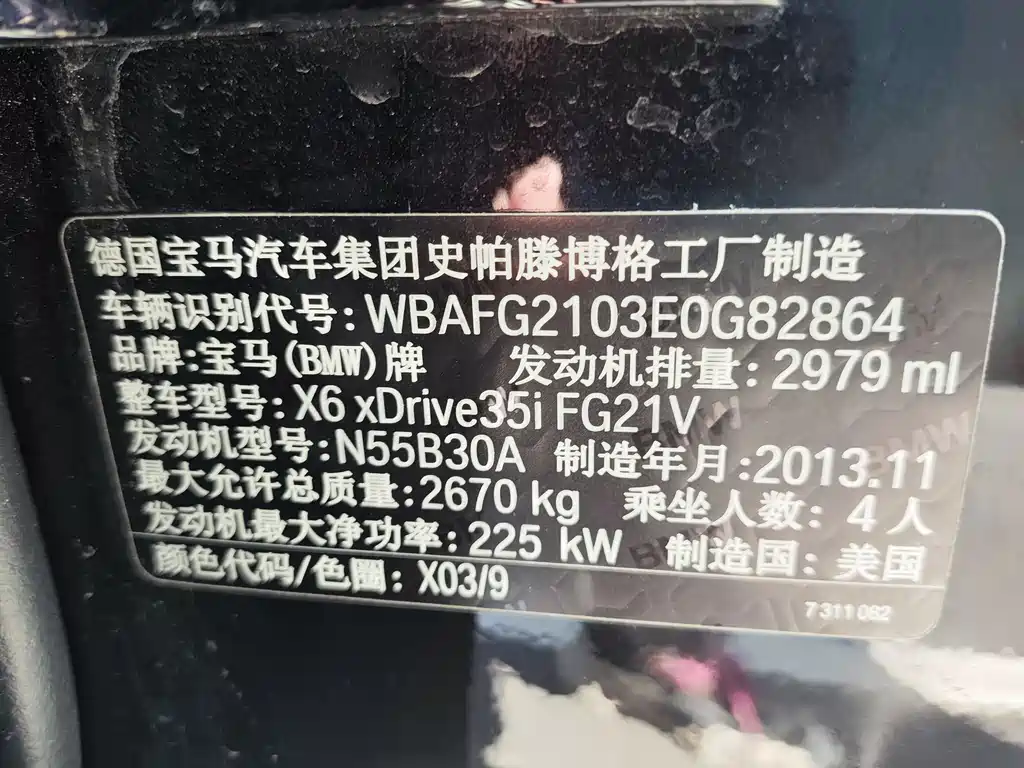 德国宝马汽车集团史帕滕博格工厂制造
车辆识别代号:WBAFG2103E0G82864
品牌:宝马(BMW)牌 发动机排量:2979 ml
整车型号:X6 xDrive35i FG21V
发动机型号:N55B30A 制造年月:2013.11
最大允许总质量:2670 kg 乘坐人数:4人
发动机最大净功率:225 kW 制造国:美国
颜色代码/色圈:X03/9
7311082